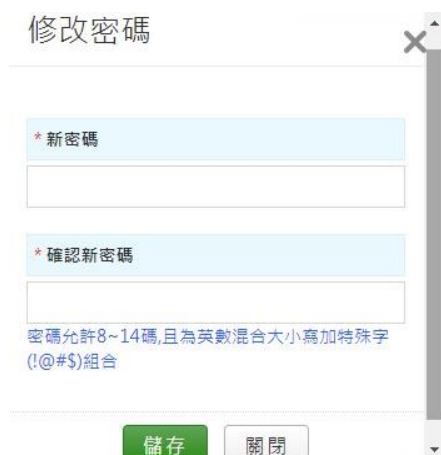 修改密碼
* 新密碼
* 確認新密碼
密碼允許8~14碼,且為英數混合大小寫加特殊字
(!@#$)組合
儲存 關閉